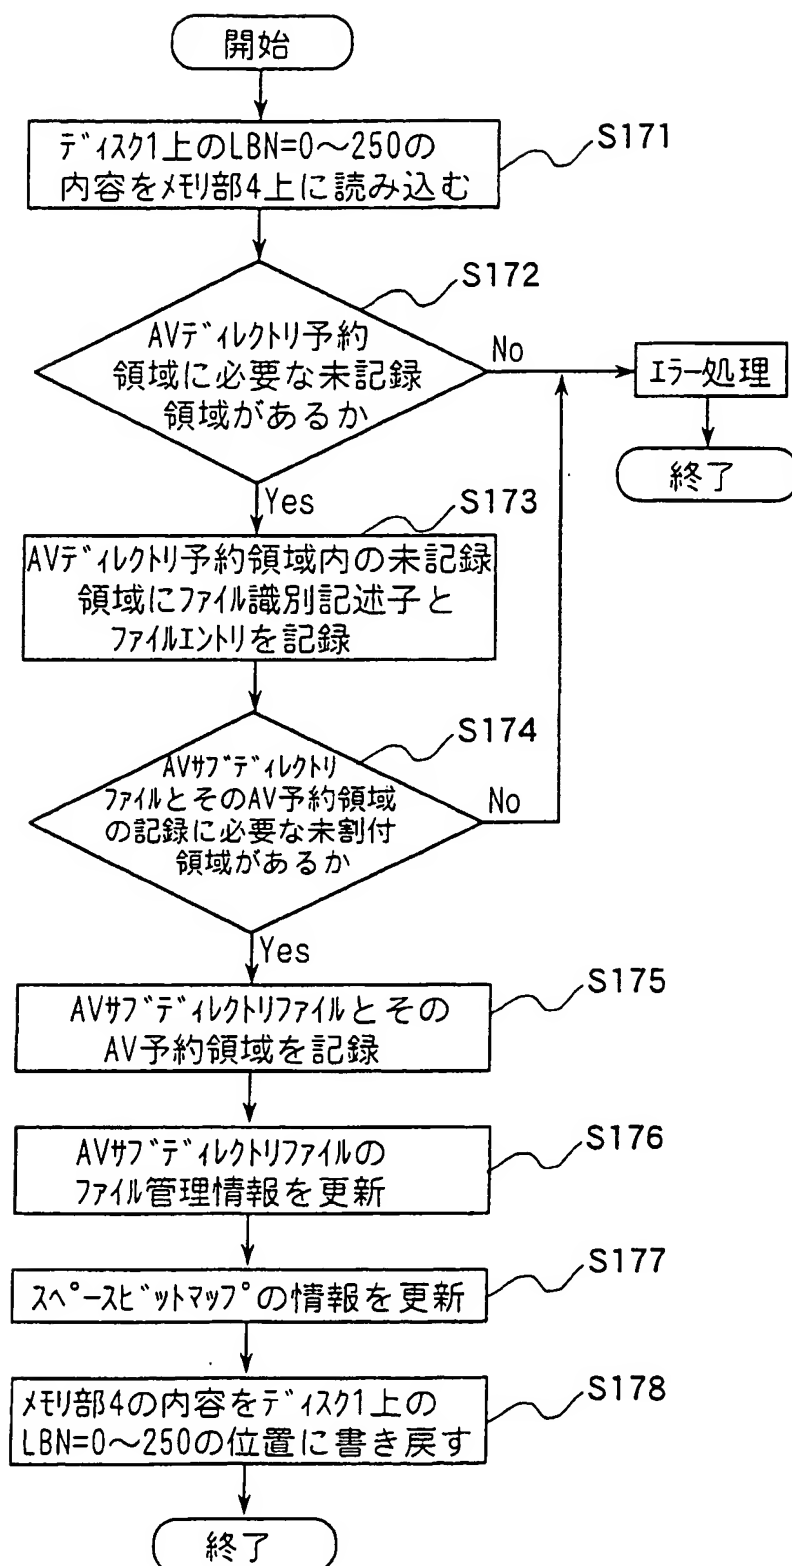 開始
ディスク1上のLBN=0〜250の
内容をメモリ部4上に読み込む
S171
S172
AVディレクトリ予約
領域に必要な未記録
領域があるか
No
エラー処理
終了
Yes
S173
AVディレクトリ予約領域内の未記録
領域にファイル識別記述子と
ファイルエントリを記録
S174
AVサブディレクトリ
ファイルとそのAV予約領域
の記録に必要な未割付
領域があるか
No
Yes
S175
AVサブディレクトリファイルとその
AV予約領域を記録
S176
AVサブディレクトリファイルの
ファイル管理情報を更新
S177
スペースビットマップの情報を更新
S178
メモリ部4の内容をディスク1上の
LBN=0〜250の位置に書き戻す
終了